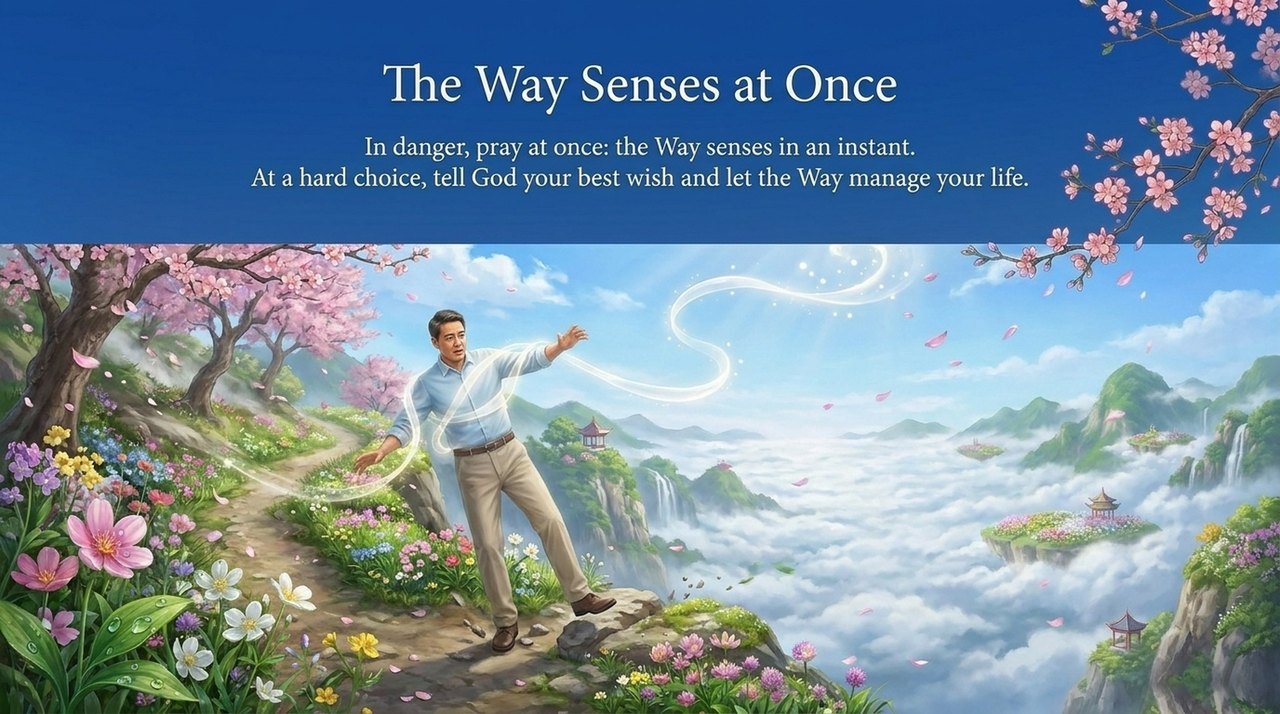 The Way Senses at Once
In danger, pray at once: the Way senses in an instant.
At a hard choice, tell God your best wish and let the Way manage your life.